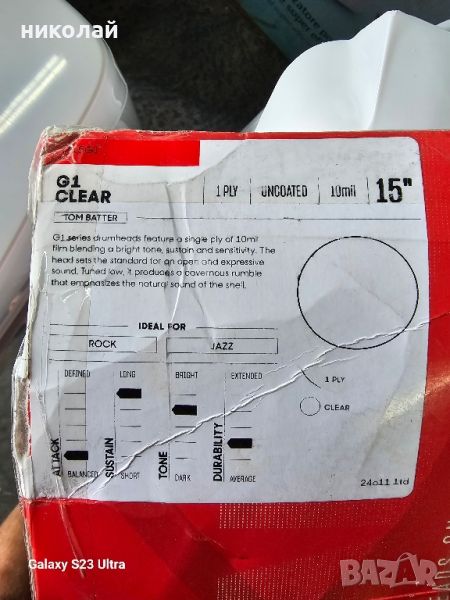 николай
G1
CLEAR
1 PLY
UNCOATED
10mil
15"
TOM BATTER
G1 series drumheads feature a single ply of 10mil
film blending a bright tone, sustain and sensitivity. The
head sets the standard for an open and expressive
sound. Tuned low, it produces a cavernous rumble
that emphasizes the natural sound of the shell.
IDEAL FOR
ROCK
JAZZ
DEFINED
LONG
BRIGHT
EXTENDED
ATTACK
SUSTAIN
TONE
DURABILITY
BALANCED
SHORT
DARK
AVERAGE
1 PLY
CLEAR
24o11 ltd
Galaxy S23 Ultra
BAZAR